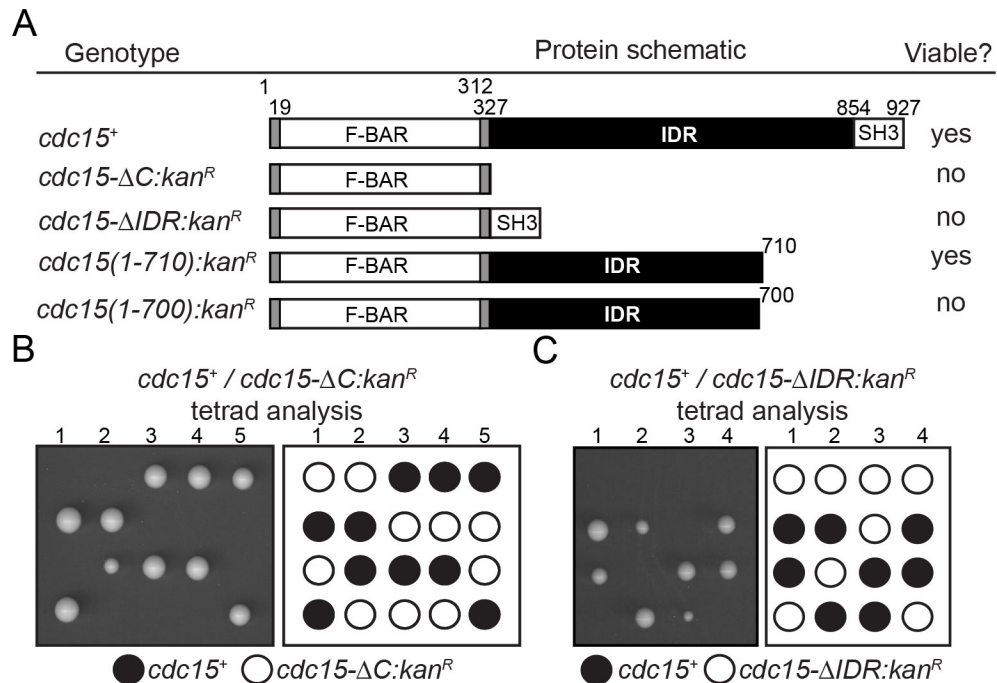 A
Genotype Protein schematic Viable?
1 312
19 327 854 927
cdc15⁺ F-BAR IDR SH3 yes
cdc15-ΔC:kanᴿ F-BAR no
cdc15-ΔIDR:kanᴿ F-BAR SH3 no
710
cdc15(1-710):kanᴿ F-BAR IDR yes
700
cdc15(1-700):kanᴿ F-BAR IDR no
B
cdc15⁺ / cdc15-ΔC:kanᴿ
tetrad analysis
1 2 3 4 5 1 2 3 4 5
cdc15⁺ cdc15-ΔC:kanᴿ
C
cdc15⁺ / cdc15-ΔIDR:kanᴿ
tetrad analysis
1 2 3 4 1 2 3 4
cdc15⁺ cdc15-ΔIDR:kanᴿ